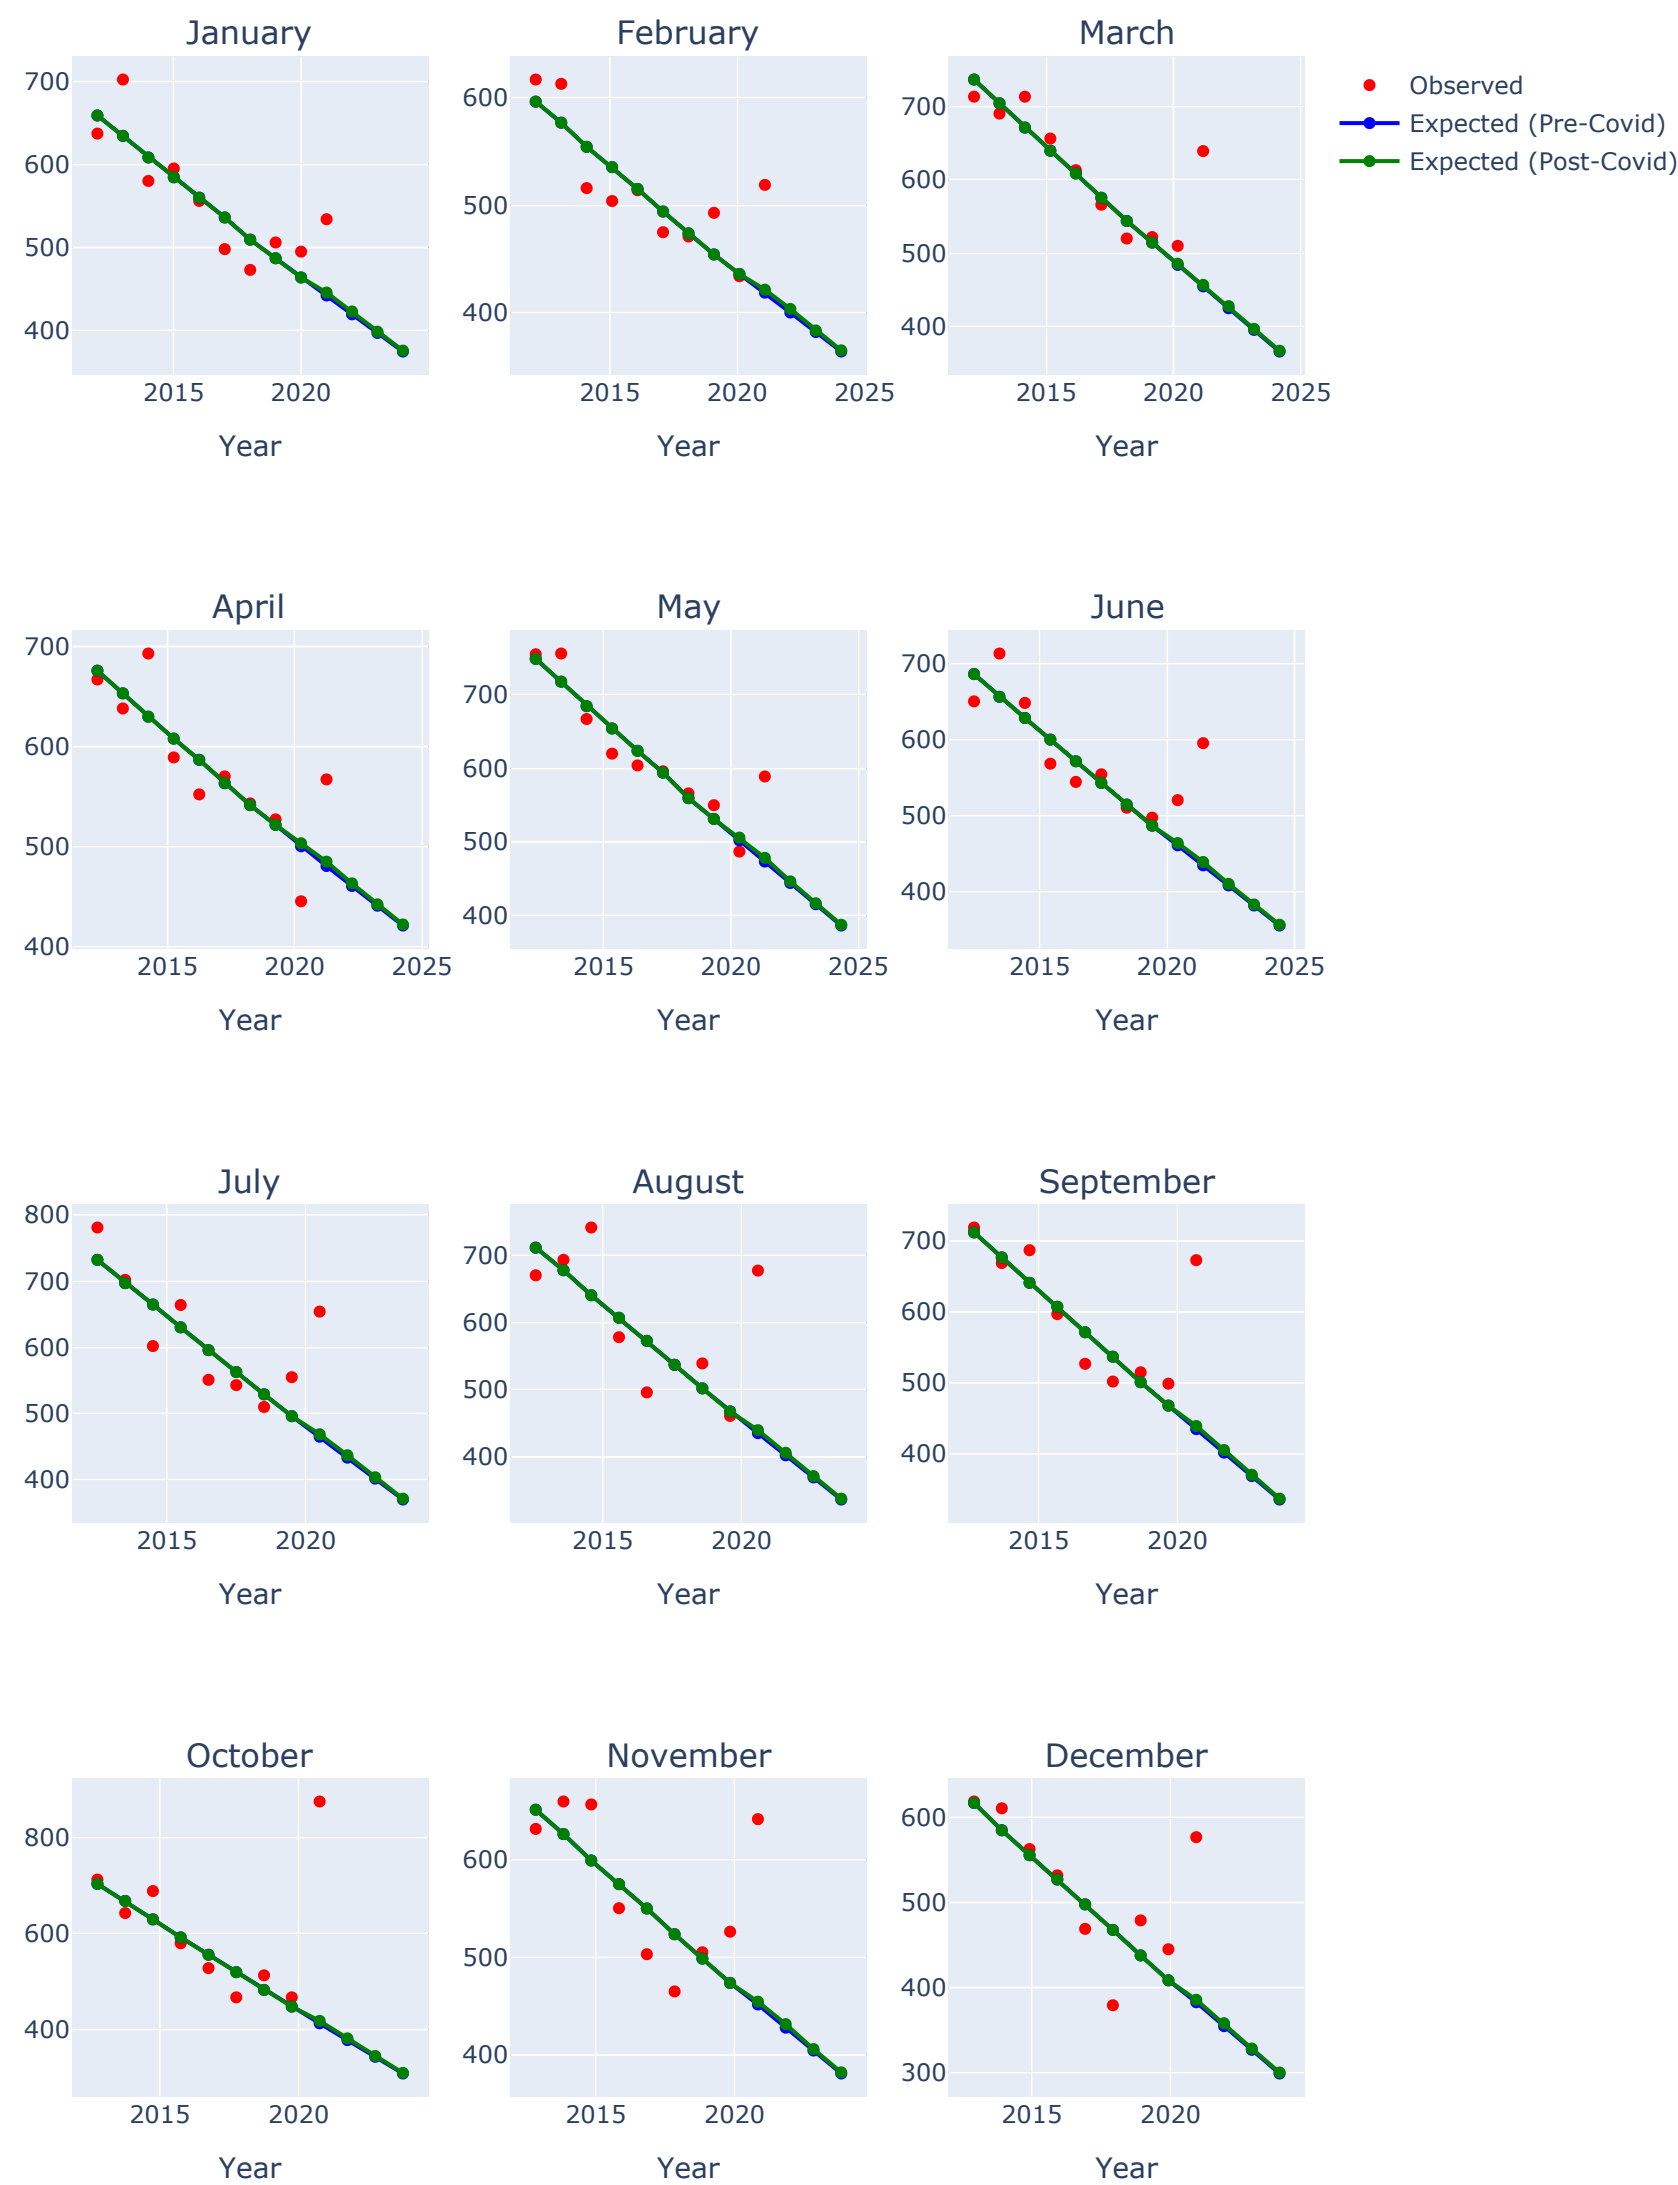 January February March
Observed
Expected (Pre-Covid)
Expected (Post-Covid)
700
600
500
400
2015 2020
Year
600
500
400
2015 2020 2025
Year
700
600
500
400
2015 2020 2025
Year
April May June
700
600
500
400
2015 2020 2025
Year
700
600
500
400
2015 2020 2025
Year
700
600
500
400
2015 2020 2025
Year
July August September
800
700
600
500
400
2015 2020
Year
700
600
500
400
2015 2020
Year
700
600
500
400
2015 2020
Year
October November December
800
600
400
2015 2020
Year
600
500
400
2015 2020
Year
600
500
400
300
2015 2020
Year